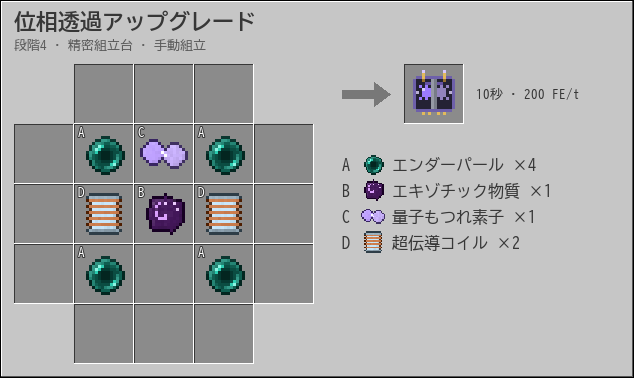 位相透過アップグレード
段階4 · 精密組立台 · 手動組立
10秒 · 200 FE/t
A C A
A エンダーパール ×4
D B D
B エキゾチック物質 ×1
C 量子もつれ素子 ×1
D 超伝導コイル ×2
A A